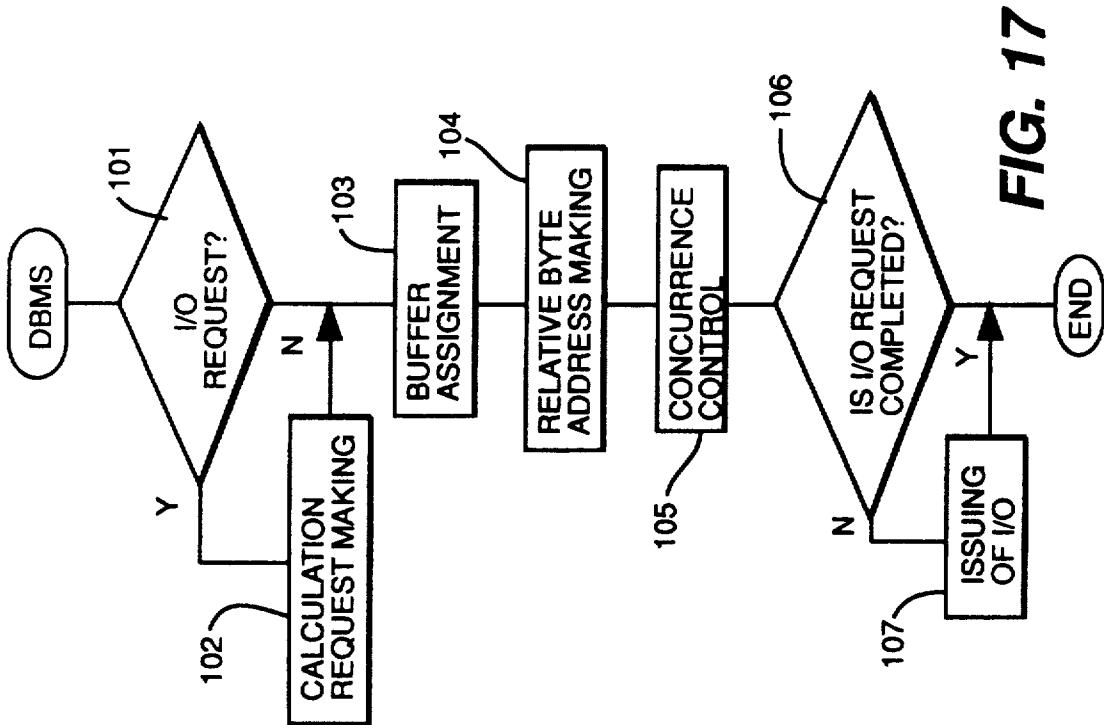 DBMS
101
I/O
REQUEST?
Y
N
102
CALCULATION
REQUEST MAKING
103
BUFFER
ASSIGNMENT
104
RELATIVE BYTE
ADDRESS MAKING
105
CONCURRENCE
CONTROL
106
IS I/O REQUEST
COMPLETED?
N
Y
107
ISSUING
OF I/O
END
FIG. 17